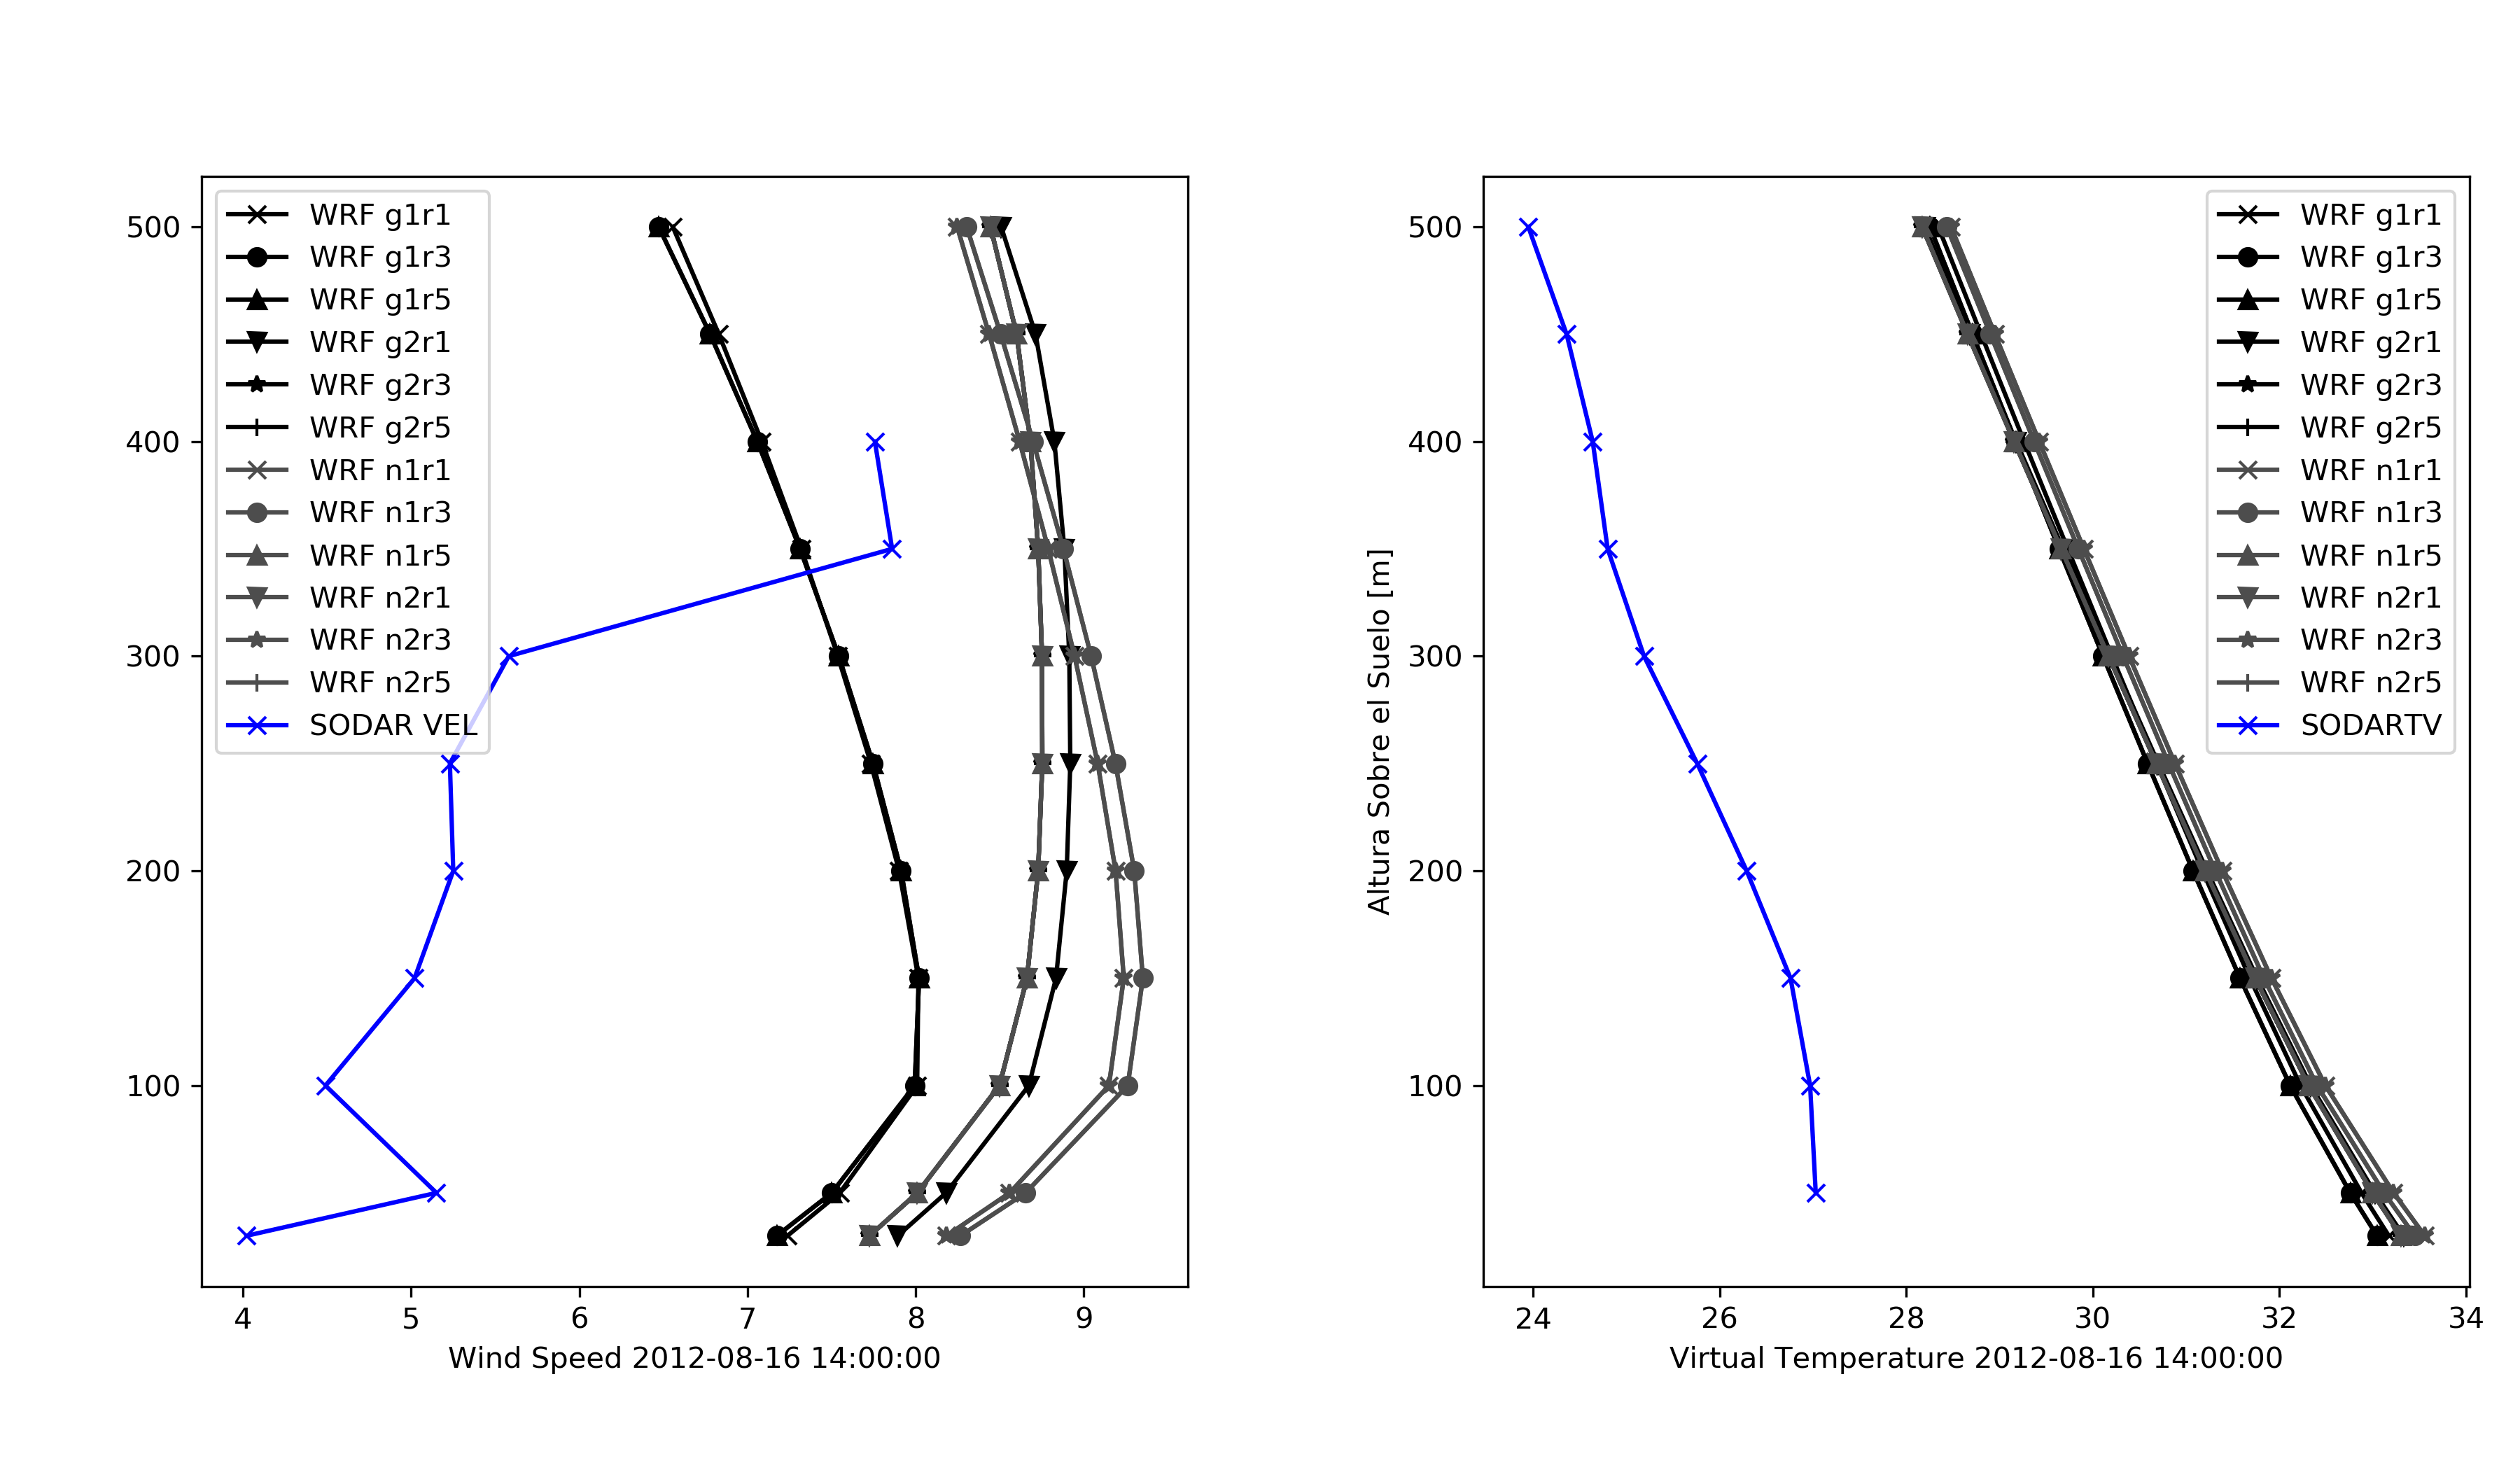 500
400
300
200
100
4 5 6 7 8 9
Wind Speed 2012-08-16 14:00:00
WRF g1r1
WRF g1r3
WRF g1r5
WRF g2r1
WRF g2r3
WRF g2r5
WRF n1r1
WRF n1r3
WRF n1r5
WRF n2r1
WRF n2r3
WRF n2r5
SODAR VEL
Altura Sobre el Suelo [m]
500
400
300
200
100
24 26 28 30 32 34
Virtual Temperature 2012-08-16 14:00:00
WRF g1r1
WRF g1r3
WRF g1r5
WRF g2r1
WRF g2r3
WRF g2r5
WRF n1r1
WRF n1r3
WRF n1r5
WRF n2r1
WRF n2r3
WRF n2r5
SODARTV